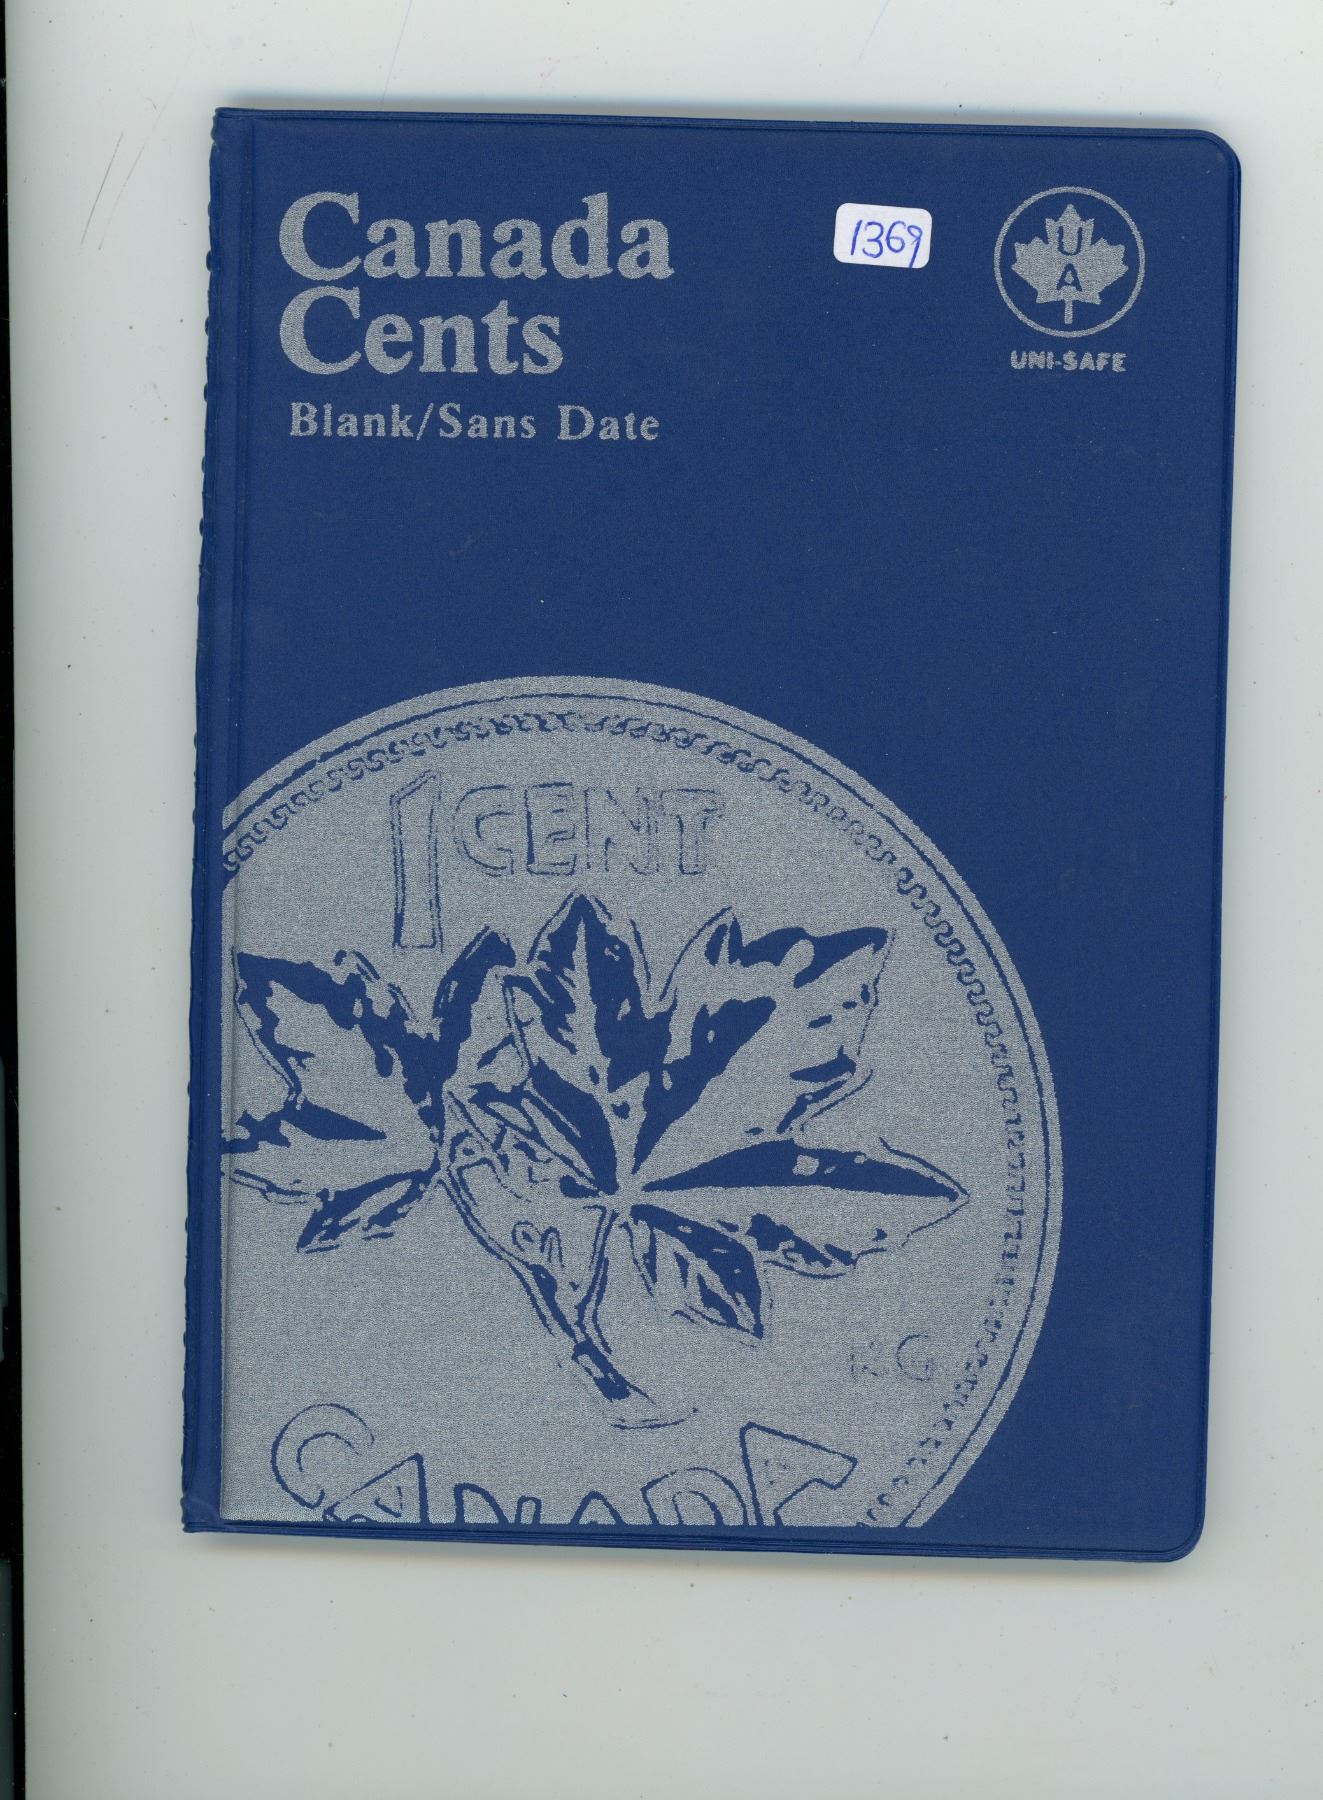 Canada
Cents
Blank/Sans Date
1369
U
A
UNI-SAFE
1 CENT
KG
CANADA